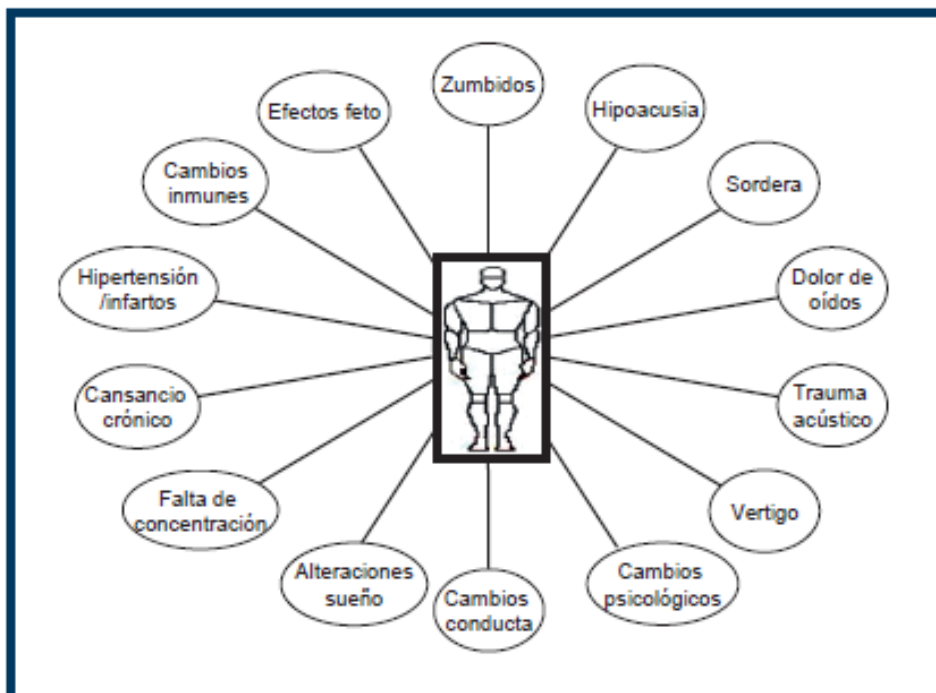 Zumbidos
Hipoacusia
Sordera
Dolor de
oídos
Trauma
acústico
Vertigo
Cambios
psicológicos
Cambios
conducta
Alteraciones
sueño
Falta de
concentración
Cansancio
crónico
Hipertensión
/infartos
Cambios
inmunes
Efectos feto